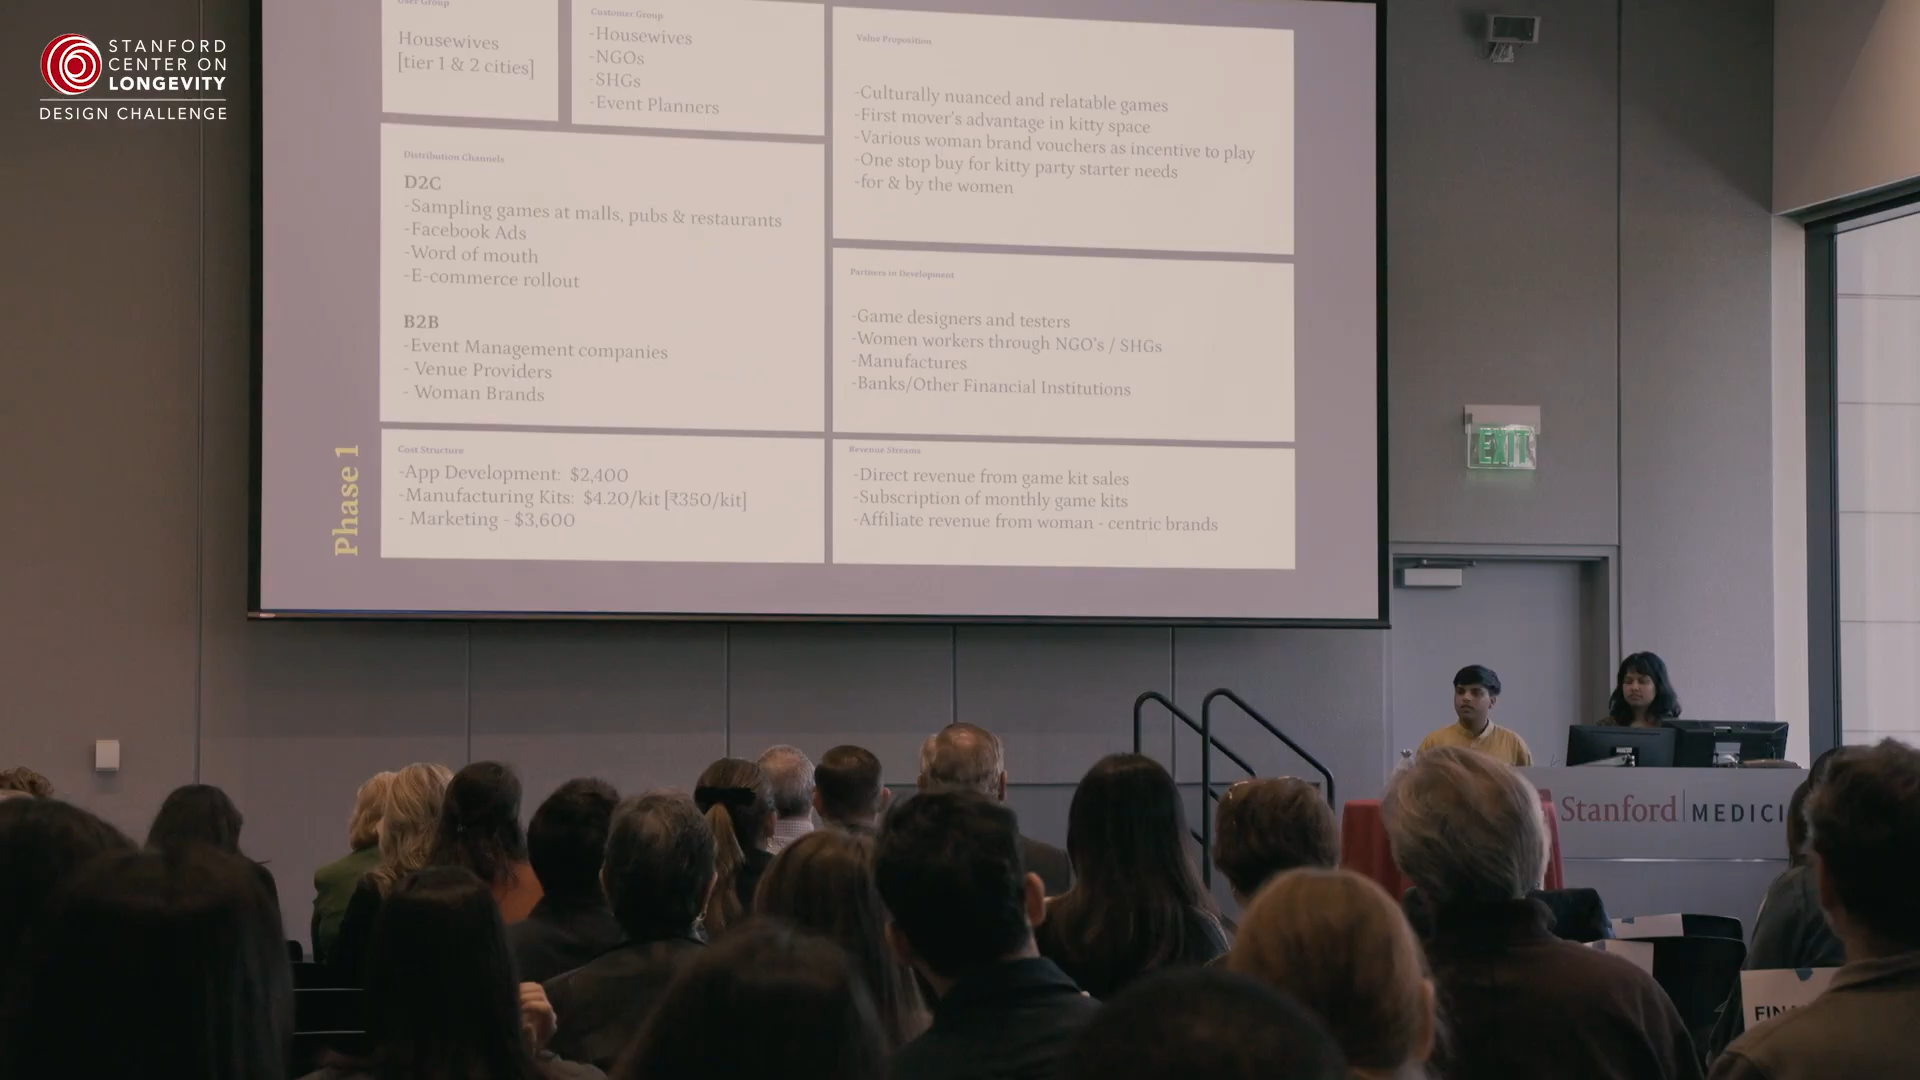 STANFORD
CENTER ON
LONGEVITY
DESIGN CHALLENGE
User Group
Housewives
[tier 1 & 2 cities]
Customer Group
-Housewives
-NGOs
-SHGs
-Event Planners
Value Proposition
-Culturally nuanced and relatable games
-First mover's advantage in kitty space
-Various woman brand vouchers as incentive to play
-One stop buy for kitty party starter needs
-for & by the women
Distribution Channels
D2C
-Sampling games at malls, pubs & restaurants
-Facebook Ads
-Word of mouth
-E-commerce rollout
B2B
-Event Management companies
- Venue Providers
- Woman Brands
Partners in Development
-Game designers and testers
-Women workers through NGO's / SHGs
-Manufactures
-Banks/Other Financial Institutions
Phase 1
Cost Structure
-App Development: $2,400
-Manufacturing Kits: $4.20/kit [₹350/kit]
- Marketing - $3,600
Revenue Streams
-Direct revenue from game kit sales
-Subscription of monthly game kits
-Affiliate revenue from woman - centric brands
EXIT
Stanford MEDICI
FIN